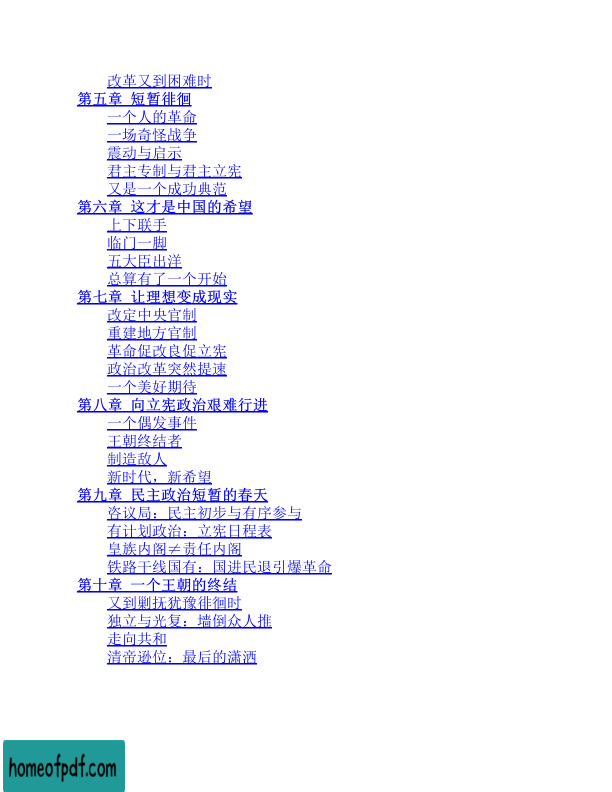 改革又到困难时
第五章 短暂徘徊
一个人的革命
一场奇怪战争
震动与启示
君主专制与君主立宪
又是一个成功典范
第六章 这才是中国的希望
上下联手
临门一脚
五大臣出洋
总算有了一个开始
第七章 让理想变成现实
改定中央官制
重建地方官制
革命促改良促立宪
政治改革突然提速
一个美好期待
第八章 向立宪政治艰难行进
一个偶发事件
王朝终结者
制造敌人
新时代，新希望
第九章 民主政治短暂的春天
咨议局：民主初步与有序参与
有计划政治：立宪日程表
皇族内阁≠责任内阁
铁路干线国有：国进民退引爆革命
第十章 一个王朝的终结
又到剿抚犹豫徘徊时
独立与光复：墙倒众人推
走向共和
清帝逊位：最后的潇洒
homeofpdf.com